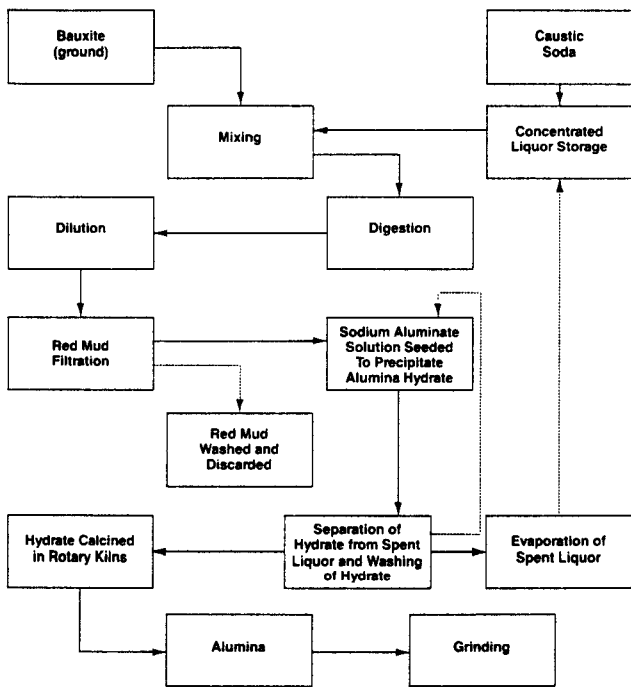 Bauxite
(ground)
Caustic
Soda
Mixing
Concentrated
Liquor Storage
Dilution
Digestion
Red Mud
Filtration
Sodium Aluminate
Solution Seeded
To Precipitate
Alumina Hydrate
Red Mud
Washed and
Discarded
Hydrate Calcined
in Rotary Kilns
Separation of
Hydrate from Spent
Liquor and Washing
of Hydrate
Evaporation of
Spent Liquor
Alumina
Grinding